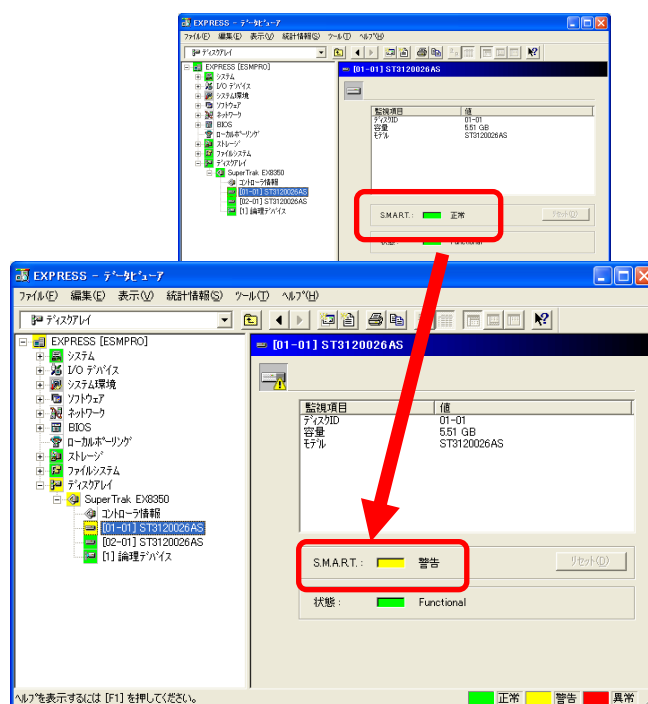 EXPRESS - ﾃﾞｰﾀﾋﾞｭｰｱ
ﾌｧｲﾙ(F) 編集(E) 表示(V) 統計情報(S) ﾂｰﾙ(T) ﾍﾙﾌﾟ(H)
ﾃﾞｨｽｸｱﾚｲ
EXPRESS [ESMPRO]
ｼｽﾃﾑ
I/O ﾃﾞﾊﾞｲｽ
ｼｽﾃﾑ環境
ｿﾌﾄｳｪｱ
ﾈｯﾄﾜｰｸ
BIOS
ﾛｰｶﾙﾎﾟｰﾘﾝｸﾞ
ｽﾄﾚｰｼﾞ
ﾌｧｲﾙｼｽﾃﾑ
ﾃﾞｨｽｸｱﾚｲ
SuperTrak EX8350
ｺﾝﾄﾛｰﾗ情報
[01-01] ST3120026AS
[02-01] ST3120026AS
[1] 論理ﾃﾞﾊﾞｲｽ
[01-01] ST3120026AS
監視項目 値
ﾃﾞｨｽｸID 01-01
容量 5.51 GB
ﾓﾃﾞﾙ ST3120026AS
S.M.A.R.T.: 正常 ﾘｾｯﾄ(D)
状態: Functional
EXPRESS - ﾃﾞｰﾀﾋﾞｭｰｱ
ﾌｧｲﾙ(F) 編集(E) 表示(V) 統計情報(S) ﾂｰﾙ(T) ﾍﾙﾌﾟ(H)
ﾃﾞｨｽｸｱﾚｲ
EXPRESS [ESMPRO]
ｼｽﾃﾑ
I/O ﾃﾞﾊﾞｲｽ
ｼｽﾃﾑ環境
ｿﾌﾄｳｪｱ
ﾈｯﾄﾜｰｸ
BIOS
ﾛｰｶﾙﾎﾟｰﾘﾝｸﾞ
ｽﾄﾚｰｼﾞ
ﾌｧｲﾙｼｽﾃﾑ
ﾃﾞｨｽｸｱﾚｲ
SuperTrak EX8350
ｺﾝﾄﾛｰﾗ情報
[01-01] ST3120026AS
[02-01] ST3120026AS
[1] 論理ﾃﾞﾊﾞｲｽ
[01-01] ST3120026AS
監視項目 値
ﾃﾞｨｽｸID 01-01
容量 5.51 GB
ﾓﾃﾞﾙ ST3120026AS
S.M.A.R.T.: 警告 ﾘｾｯﾄ(D)
状態: Functional
ﾍﾙﾌﾟを表示するには [F1] を押してください。 正常 警告 異常